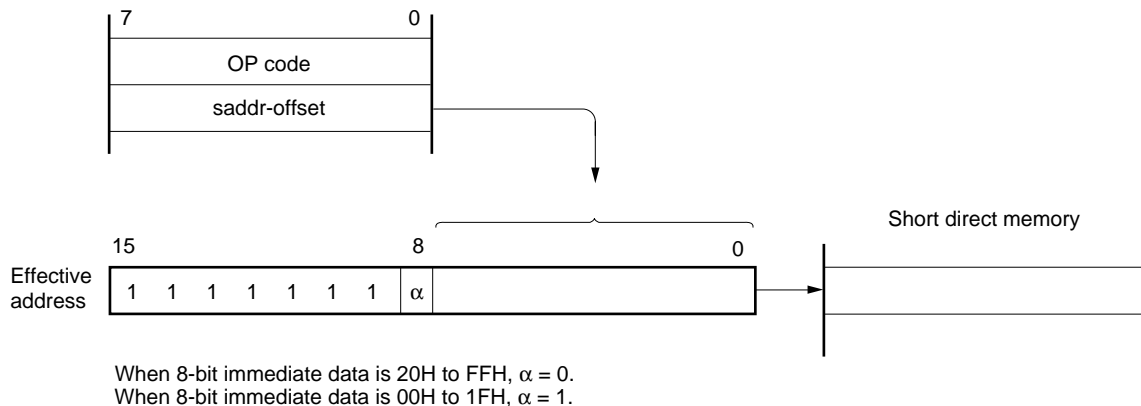 7 0
OP code
saddr-offset
Short direct memory
15 8 0
Effective
address
1 1 1 1 1 1 1 α
When 8-bit immediate data is 20H to FFH, α = 0.
When 8-bit immediate data is 00H to 1FH, α = 1.